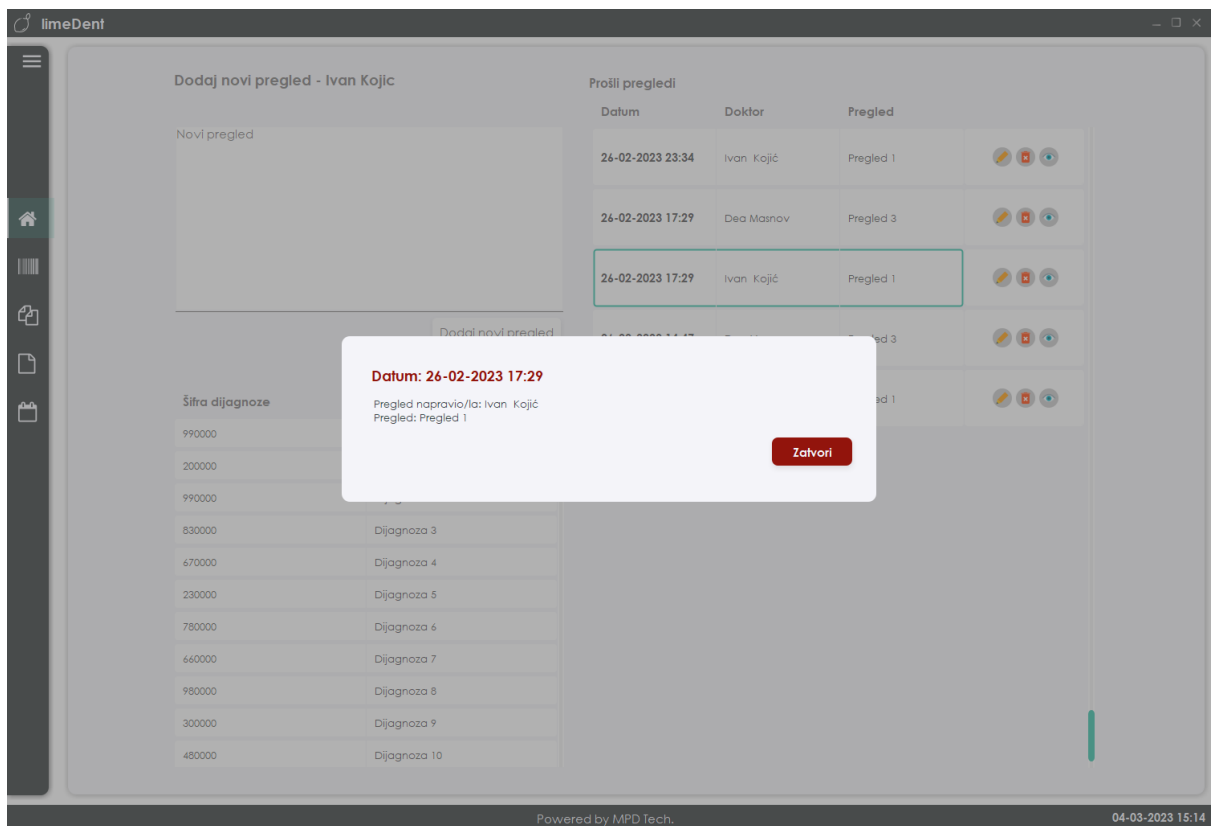 limeDent
Dodaj novi pregled - Ivan Kojic
Novi pregled
Dodaj novi pregled
Prošli pregledi
Datum Doktor Pregled
26-02-2023 23:34 Ivan Kojić Pregled 1
26-02-2023 17:29 Dea Masnov Pregled 3
26-02-2023 17:29 Ivan Kojić Pregled 1
Datum: 26-02-2023 17:29
Pregled napravio/la: Ivan Kojić
Pregled: Pregled 1
Zatvori
Šifra dijagnoze
990000
200000
990000
830000 Dijagnoza 3
670000 Dijagnoza 4
230000 Dijagnoza 5
780000 Dijagnoza 6
660000 Dijagnoza 7
980000 Dijagnoza 8
300000 Dijagnoza 9
480000 Dijagnoza 10
Powered by MPD Tech.
04-03-2023 15:14